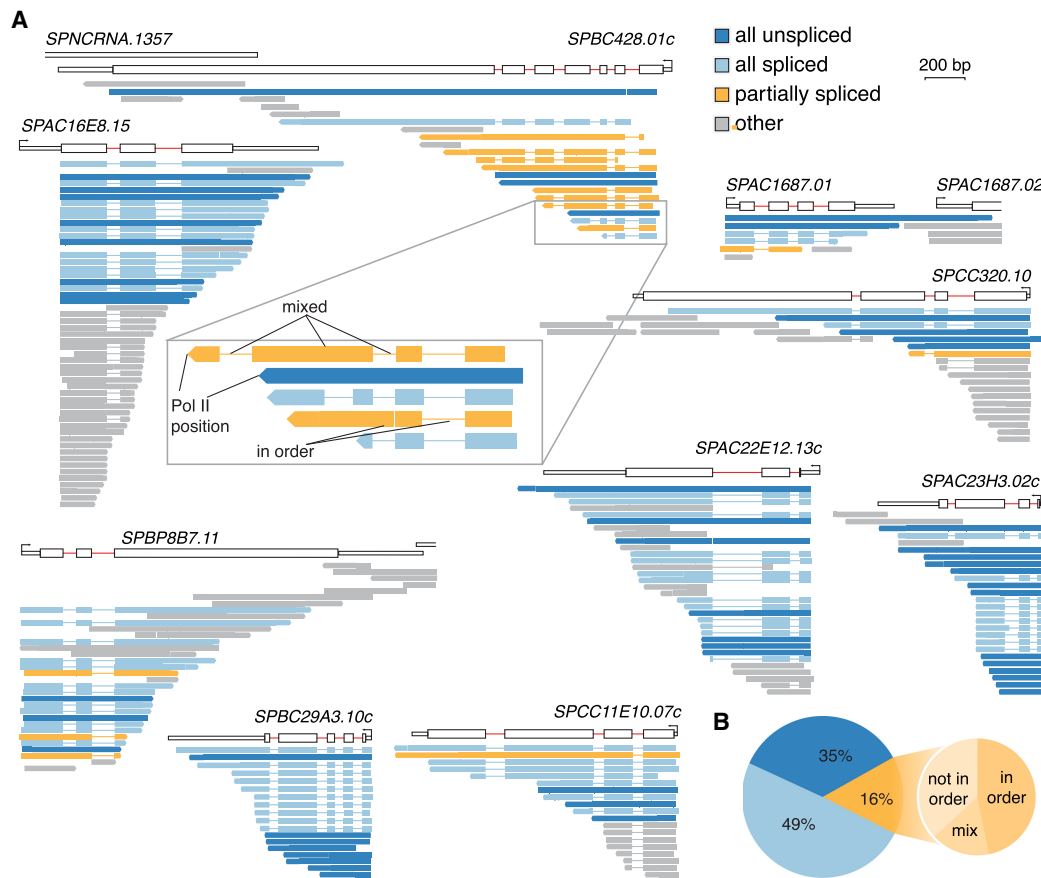 A
SPNCRNA.1357
SPBC428.01c
all unspliced
all spliced
partially spliced
other
200 bp
SPAC16E8.15
SPAC1687.01
SPAC1687.02
SPCC320.10
mixed
Pol II
position
in order
SPAC22E12.13c
SPAC23H3.02c
SPBP8B7.11
SPBC29A3.10c
SPCC11E10.07c
B
35%
16%
49%
not in
order
in
order
mix